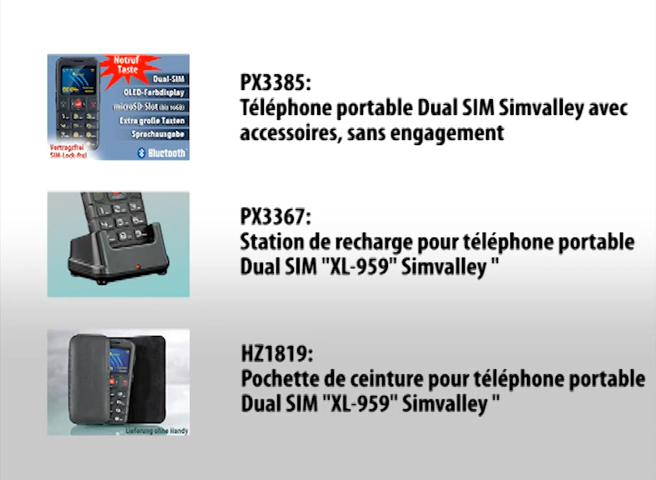 Notruf
Taste
Dual-SIM
OLED-Farbdisplay
microSD-Slot (bis 16GB)
Extra große Tasten
Sprachausgabe
Bluetooth
Vertragsfrei
SIM-Lock-frei
PX3385:
Téléphone portable Dual SIM Simvalley avec
accessoires, sans engagement
PX3367:
Station de recharge pour téléphone portable
Dual SIM "XL-959" Simvalley "
HZ1819:
Pochette de ceinture pour téléphone portable
Dual SIM "XL-959" Simvalley "
Lieferung ohne Handy